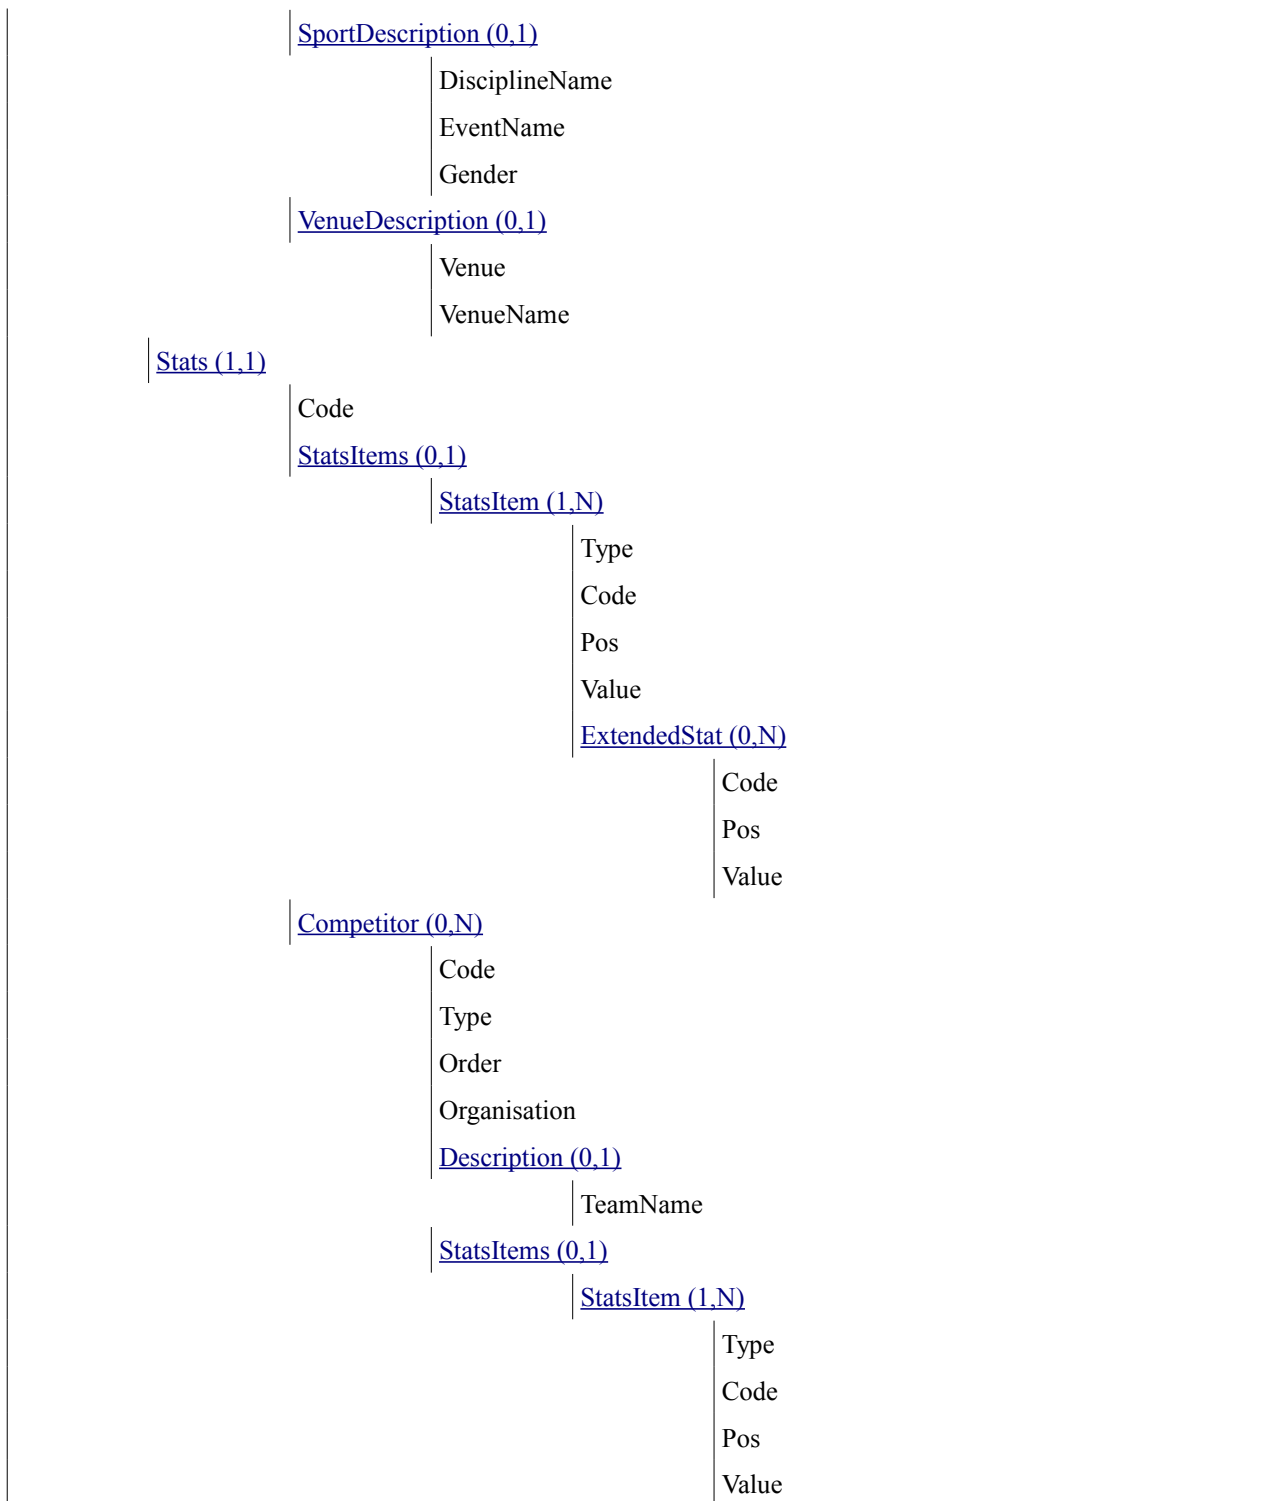 SportDescription (0,1)
DisciplineName
EventName
Gender
VenueDescription (0,1)
Venue
VenueName
Stats (1,1)
Code
StatsItems (0,1)
StatsItem (1,N)
Type
Code
Pos
Value
ExtendedStat (0,N)
Code
Pos
Value
Competitor (0,N)
Code
Type
Order
Organisation
Description (0,1)
TeamName
StatsItems (0,1)
StatsItem (1,N)
Type
Code
Pos
Value